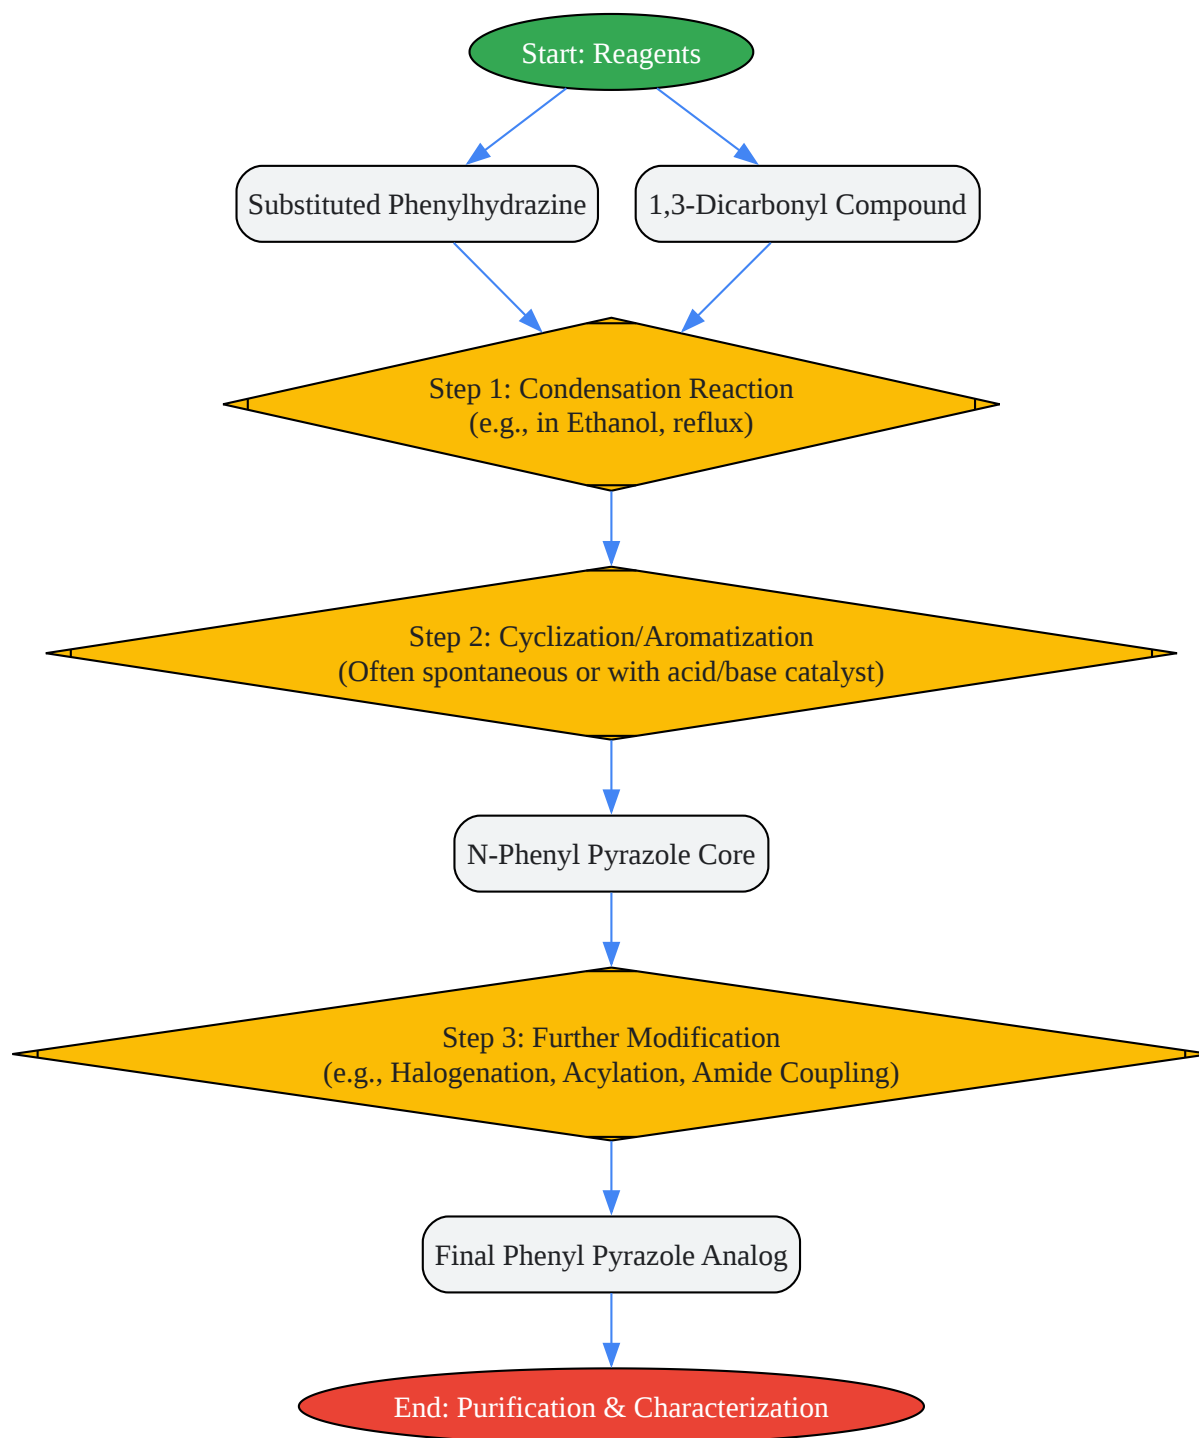 Start: Reagents
Substituted Phenylhydrazine
1,3-Dicarbonyl Compound
Step 1: Condensation Reaction
(e.g., in Ethanol, reflux)
Step 2: Cyclization/Aromatization
(Often spontaneous or with acid/base catalyst)
N-Phenyl Pyrazole Core
Step 3: Further Modification
(e.g., Halogenation, Acylation, Amide Coupling)
Final Phenyl Pyrazole Analog
End: Purification & Characterization